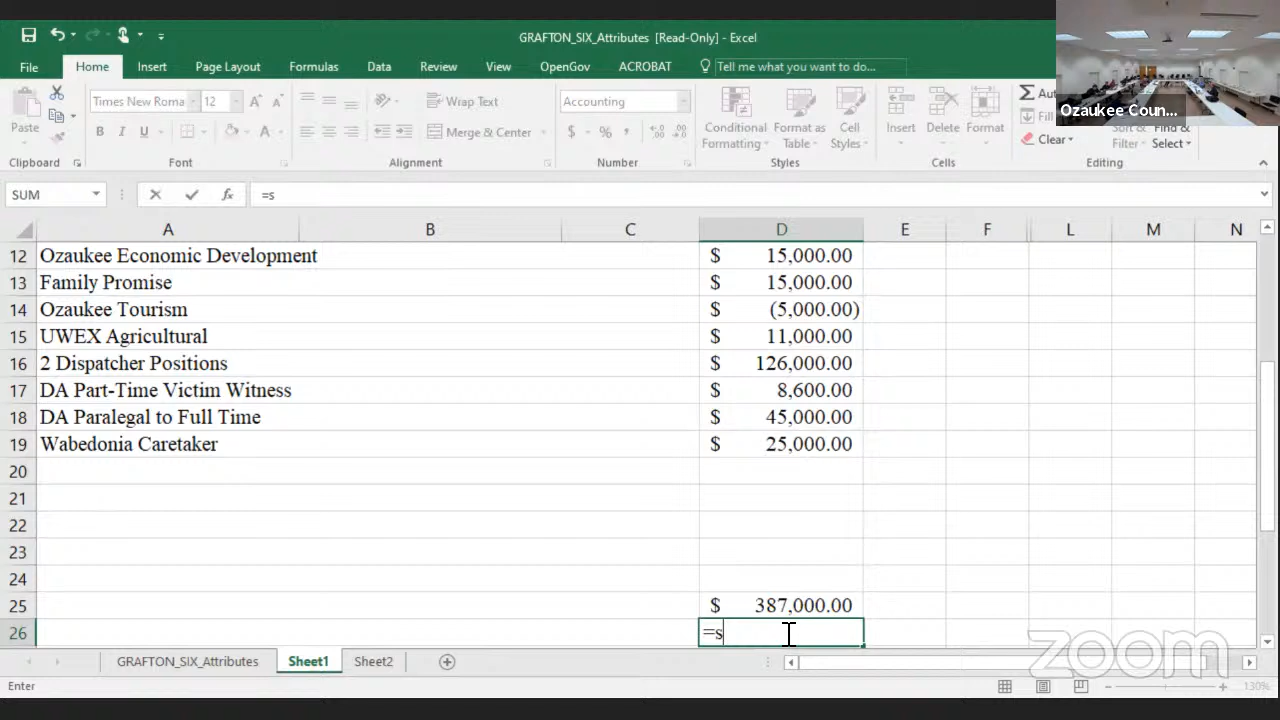 GRAFTON_SIX_Attributes [Read-Only] - Excel
File Home Insert Page Layout Formulas Data Review View OpenGov ACROBAT Tell me what you want to do...
Ozaukee Coun...
Paste
Times New Roma 12
B I U A
Wrap Text
Merge & Center
Accounting
$ % ,
Conditional Formatting
Format as Table
Cell Styles
Insert Delete Format
Σ
Fill
Clear
Sort & Filter
Find & Select
Clipboard Font Alignment Number Styles Cells Editing
SUM fx =s
A B C D E F L M N
12 Ozaukee Economic Development $ 15,000.00
13 Family Promise $ 15,000.00
14 Ozaukee Tourism $ (5,000.00)
15 UWEX Agricultural $ 11,000.00
16 2 Dispatcher Positions $ 126,000.00
17 DA Part-Time Victim Witness $ 8,600.00
18 DA Paralegal to Full Time $ 45,000.00
19 Wabedonia Caretaker $ 25,000.00
20
21
22
23
24
25 $ 387,000.00
26 =s
GRAFTON_SIX_Attributes Sheet1 Sheet2
Enter 130%
zoom